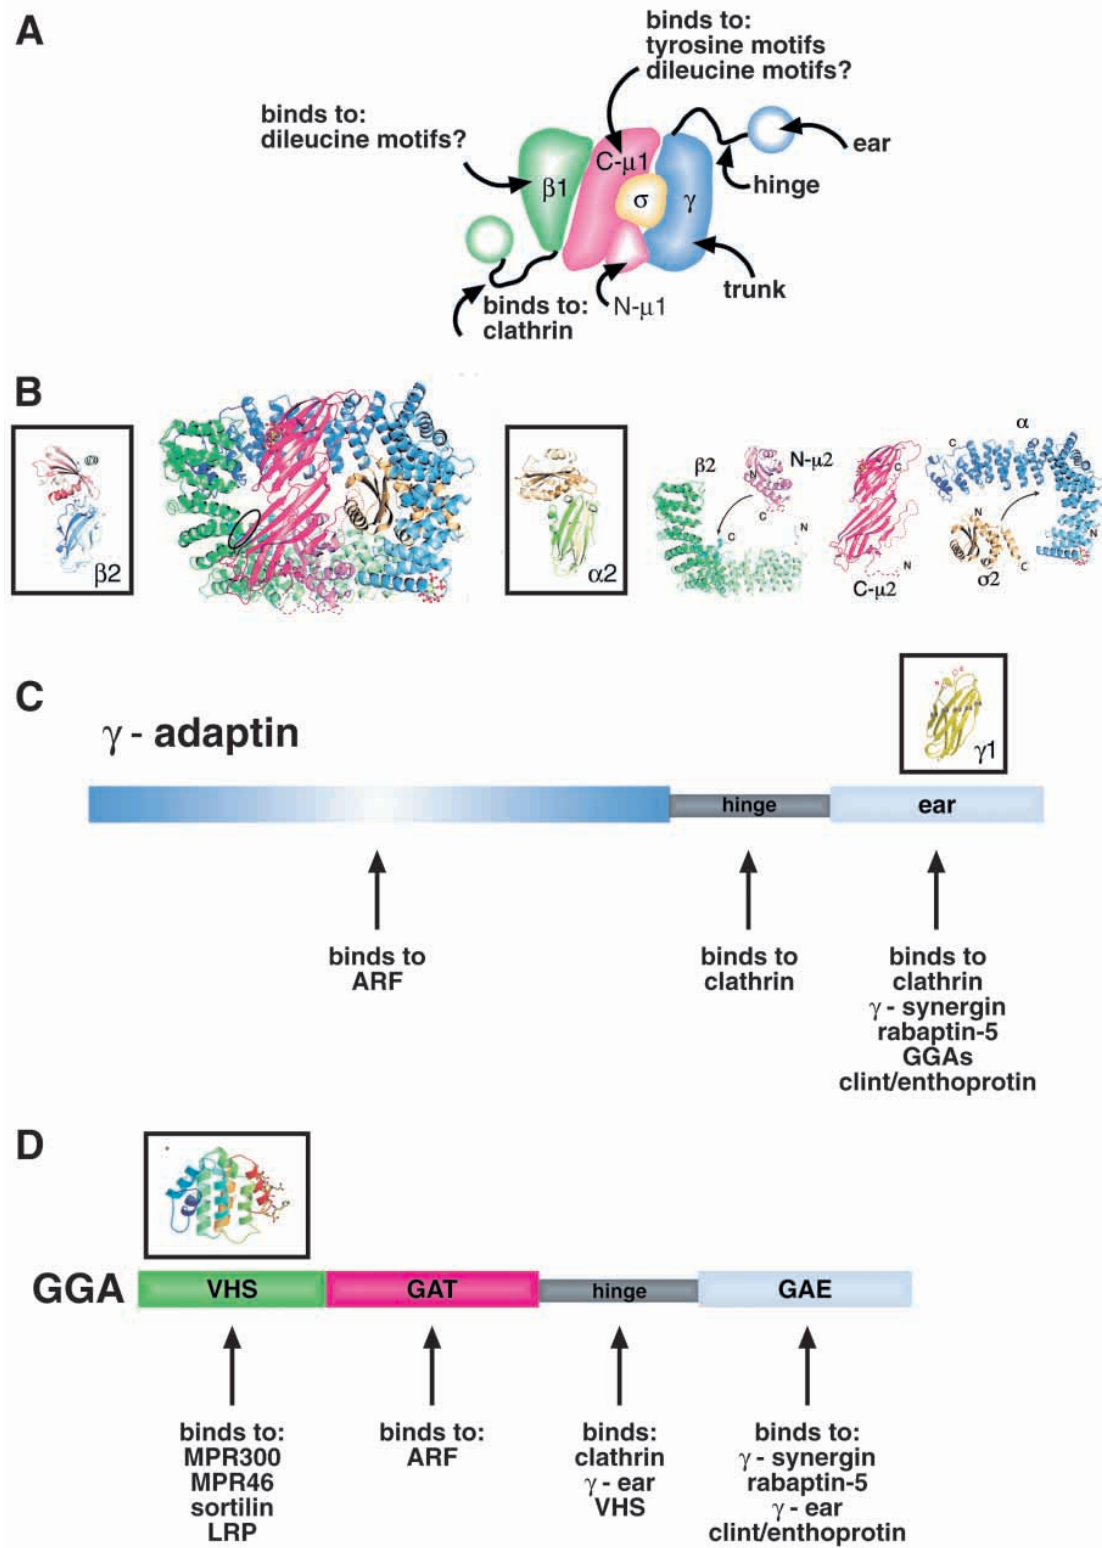 A
binds to:
tyrosine motifs
dileucine motifs?
binds to:
dileucine motifs?
ear
C-μ1
hinge
β1
σ
γ
trunk
binds to:
clathrin
N-μ1
B
β2
α2
β2
N-μ2
N
C
C
N
C
N
C-μ2
α
C
N
N
C
σ2
C
γ - adaptin
γ1
hinge
ear
binds to
ARF
binds to
clathrin
binds to
clathrin
γ - synergin
rabaptin-5
GGAs
clint/enthoprotin
D
GGA
VHS
GAT
hinge
GAE
binds to:
MPR300
MPR46
sortilin
LRP
binds to:
ARF
binds:
clathrin
γ - ear
VHS
binds to:
γ - synergin
rabaptin-5
γ - ear
clint/enthoprotin